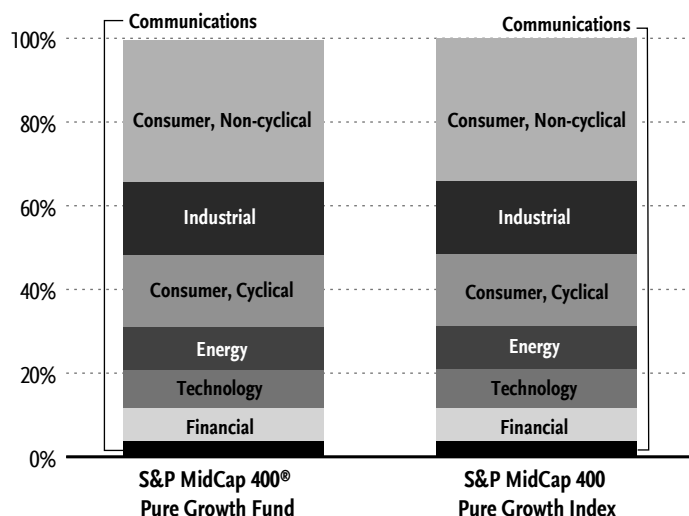 Communications
Communications
100%
Consumer, Non-cyclical
Consumer, Non-cyclical
80%
60%
Industrial
Industrial
40%
Consumer, Cyclical
Consumer, Cyclical
Energy
Energy
20%
Technology
Technology
Financial
Financial
0%
S&P MidCap 400®
Pure Growth Fund
S&P MidCap 400
Pure Growth Index